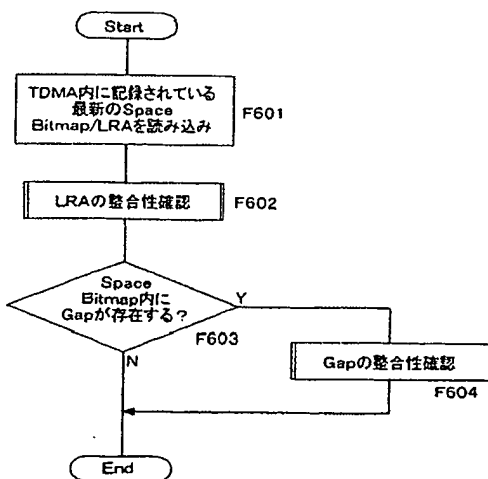 Start
TDMA内に記録されている
最新のSpace
Bitmap/LRAを読み込み
F601
LRAの整合性確認
F602
Space
Bitmap内に
Gapが存在する?
Y
F603
N
Gapの整合性確認
F604
End